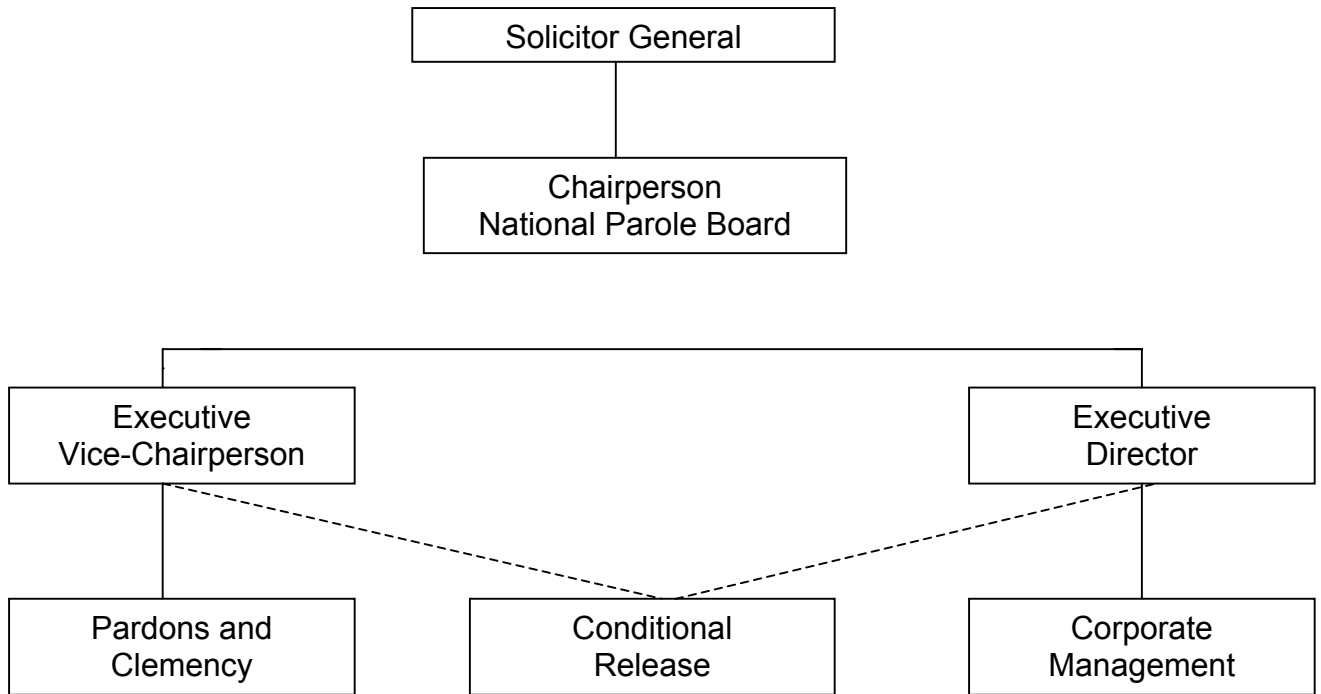 Solicitor General
Chairperson
National Parole Board
Executive
Vice-Chairperson
Executive
Director
Pardons and
Clemency
Conditional
Release
Corporate
Management